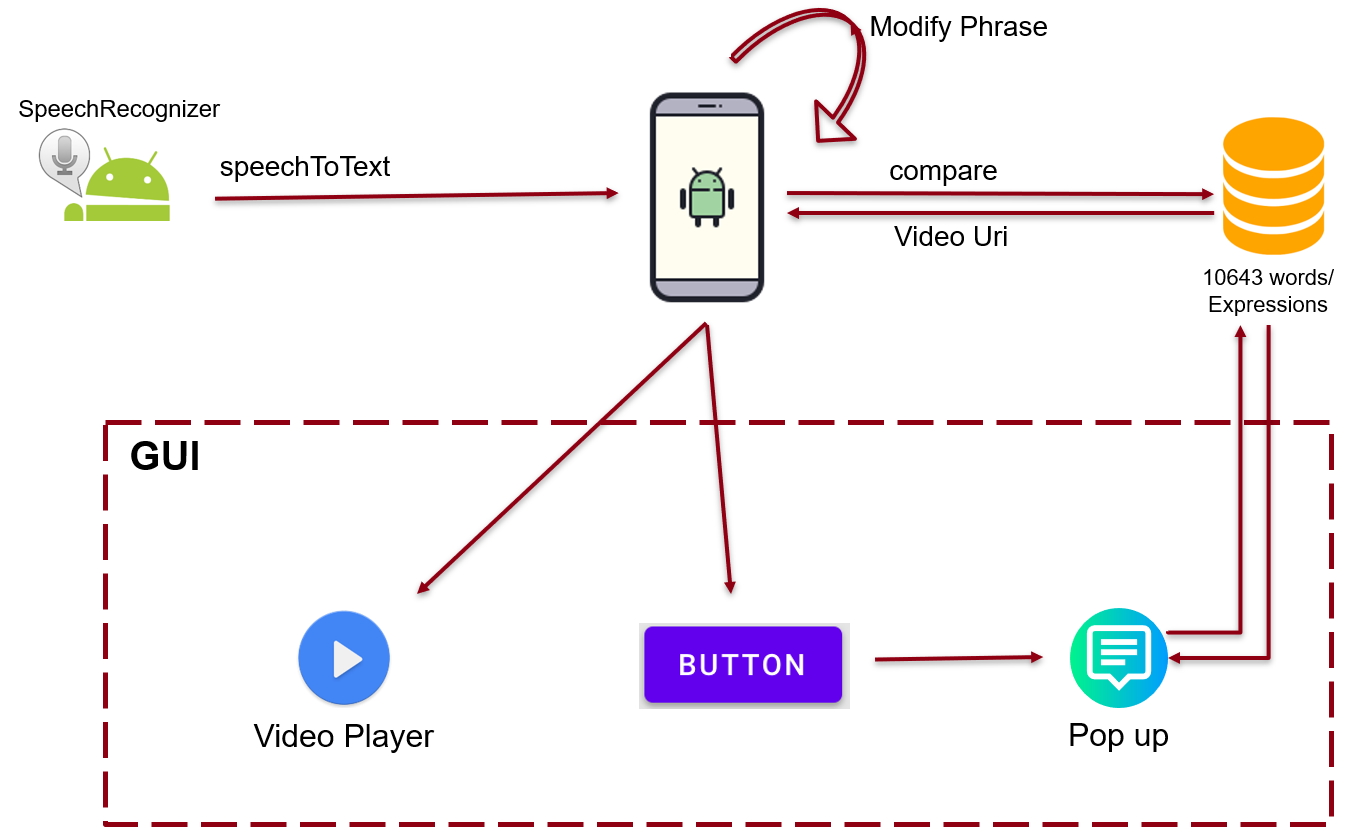 Modify Phrase
SpeechRecognizer
speechToText
compare
Video Uri
10643 words/
Expressions
GUI
BUTTON
Video Player
Pop up